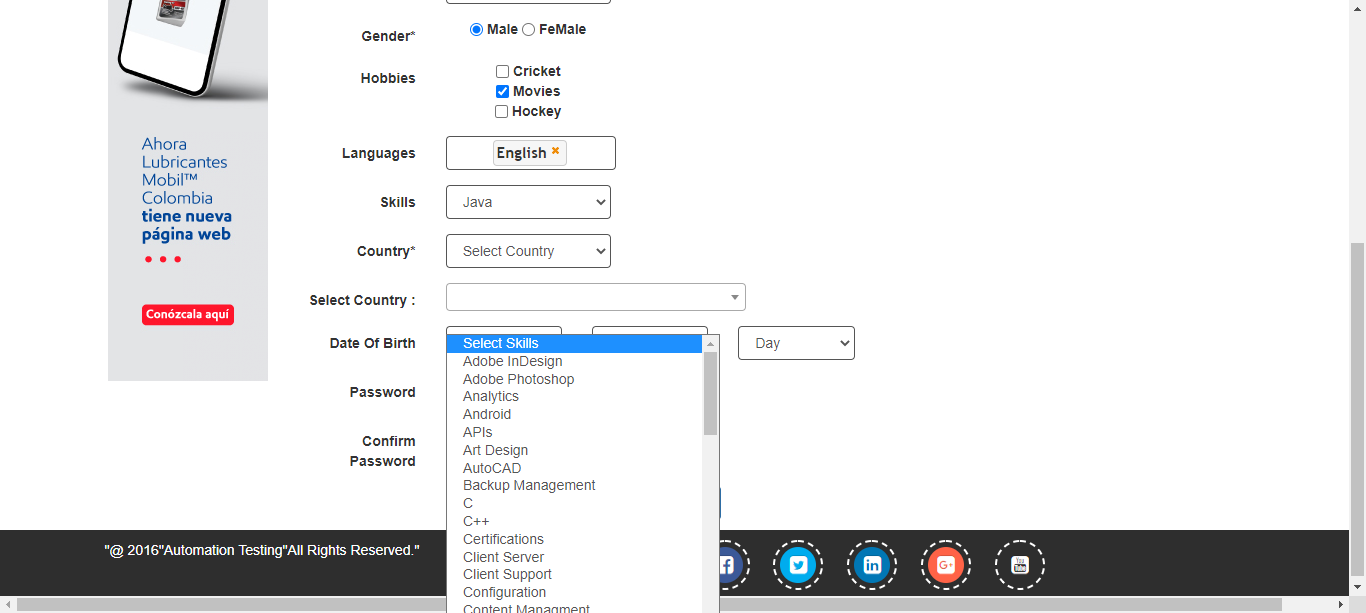 Gender*
Male FeMale
Hobbies
Cricket
Movies
Hockey
Languages
English ✖
Skills
Java
Country*
Select Country
Select Country :
Date Of Birth
Day
Password
Confirm
Password
Select Skills
Adobe InDesign
Adobe Photoshop
Analytics
Android
APIs
Art Design
AutoCAD
Backup Management
C
C++
Certifications
Client Server
Client Support
Configuration
Content Managment
Ahora
Lubricantes
Mobil™
Colombia
tiene nueva
página web
Conózcala aquí
"@ 2016"Automation Testing"All Rights Reserved."
f
in
G+
You
Tube